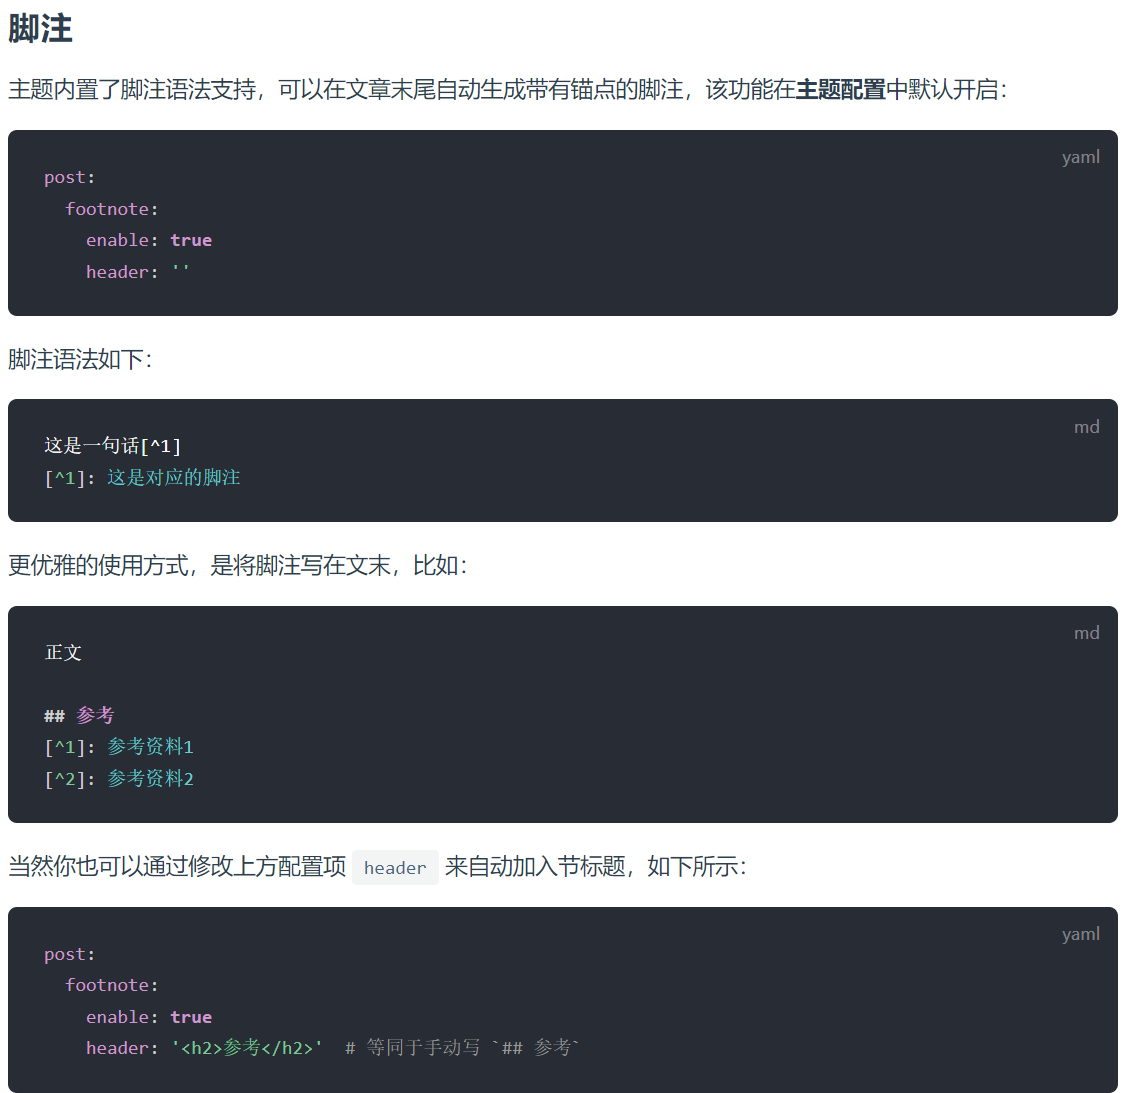 脚注
主题内置了脚注语法支持，可以在文章末尾自动生成带有锚点的脚注，该功能在主题配置中默认开启：
yaml
post:
  footnote:
    enable: true
    header: ''
脚注语法如下：
md
这是一句话[^1]
[^1]: 这是对应的脚注
更优雅的使用方式，是将脚注写在文末，比如：
md
正文

## 参考
[^1]: 参考资料1
[^2]: 参考资料2
当然你也可以通过修改上方配置项 header 来自动加入节标题，如下所示：
yaml
post:
  footnote:
    enable: true
    header: '<h2>参考</h2>'  # 等同于手动写 `## 参考`